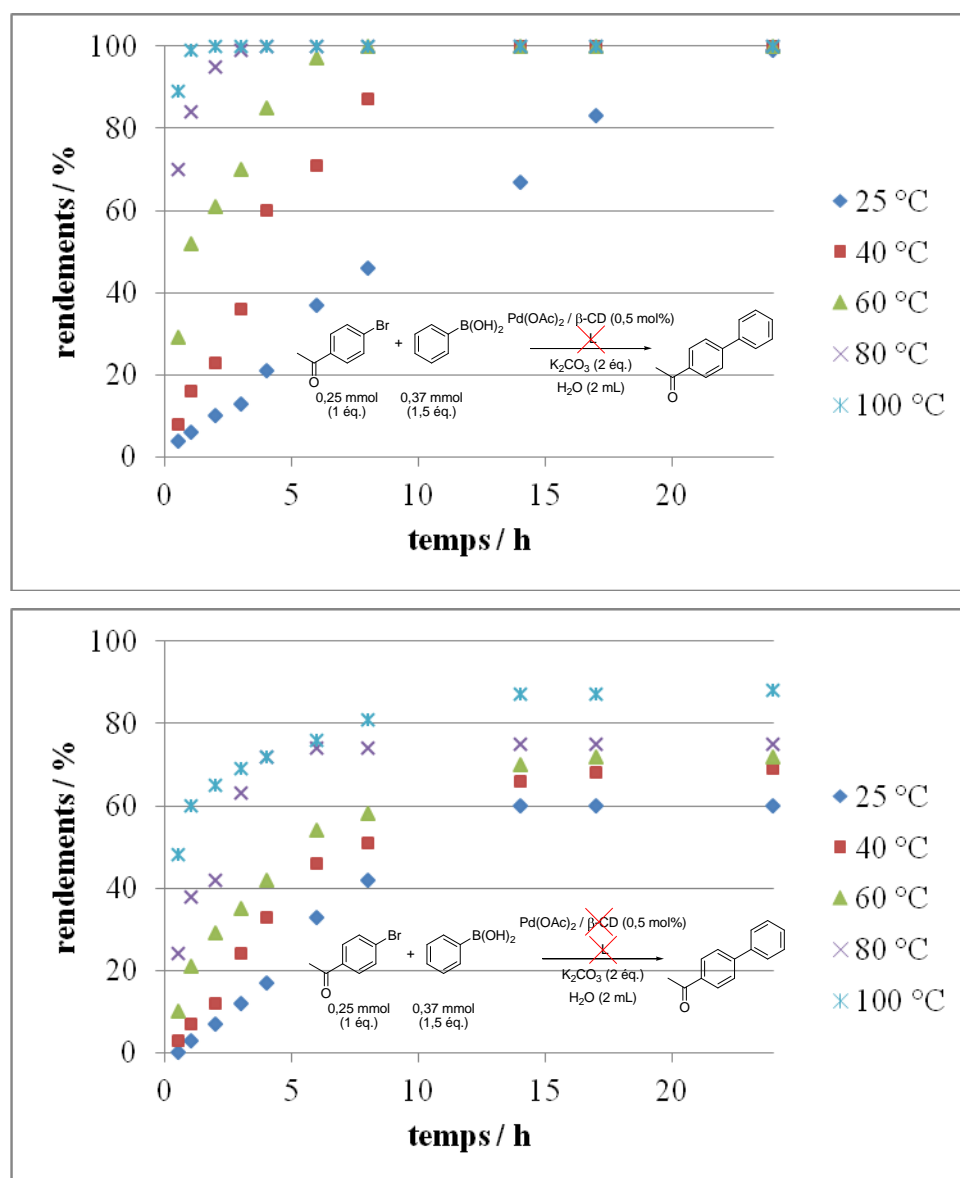 100
80
60
40
20
0
rendements / %
0 5 10 15 20
temps / h
25 °C
40 °C
60 °C
80 °C
100 °C
Br
O
0,25 mmol
(1 éq.)
+
B(OH)2
0,37 mmol
(1,5 éq.)
Pd(OAc)2 / β-CD (0,5 mol%)
L
K2CO3 (2 éq.)
H2O (2 mL)
O
100
80
60
40
20
0
rendements / %
0 5 10 15 20
temps / h
25 °C
40 °C
60 °C
80 °C
100 °C
Br
O
0,25 mmol
(1 éq.)
+
B(OH)2
0,37 mmol
(1,5 éq.)
Pd(OAc)2 / β-CD (0,5 mol%)
L
K2CO3 (2 éq.)
H2O (2 mL)
O